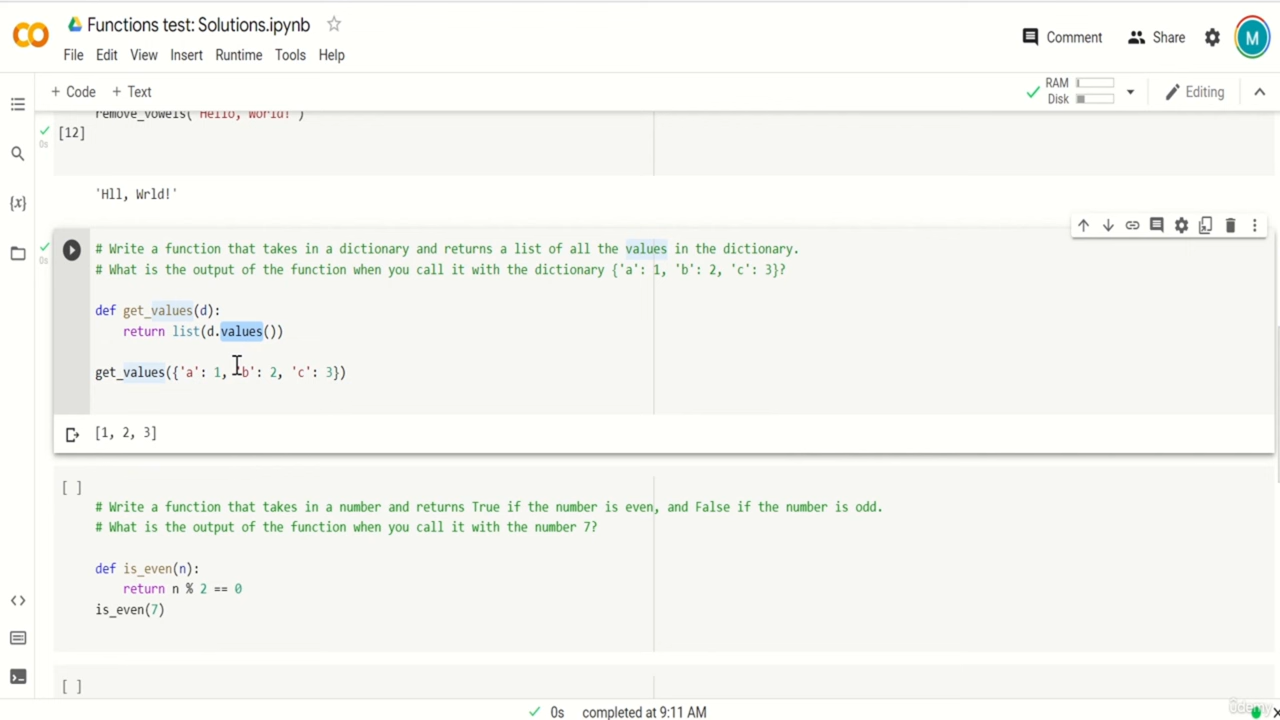 Functions test: Solutions.ipynb
File Edit View Insert Runtime Tools Help
Comment Share M
+ Code + Text
RAM
Disk
Editing
remove_vowels("Hello, World!")
[12]
0s
'Hll, Wrld!'
0s
# Write a function that takes in a dictionary and returns a list of all the values in the dictionary.
# What is the output of the function when you call it with the dictionary {'a': 1, 'b': 2, 'c': 3}?
def get_values(d):
return list(d.values())
get_values({'a': 1, 'b': 2, 'c': 3})
[1, 2, 3]
[ ]
# Write a function that takes in a number and returns True if the number is even, and False if the number is odd.
# What is the output of the function when you call it with the number 7?
def is_even(n):
return n % 2 == 0
is_even(7)
[ ]
0s completed at 9:11 AM
ûdemy